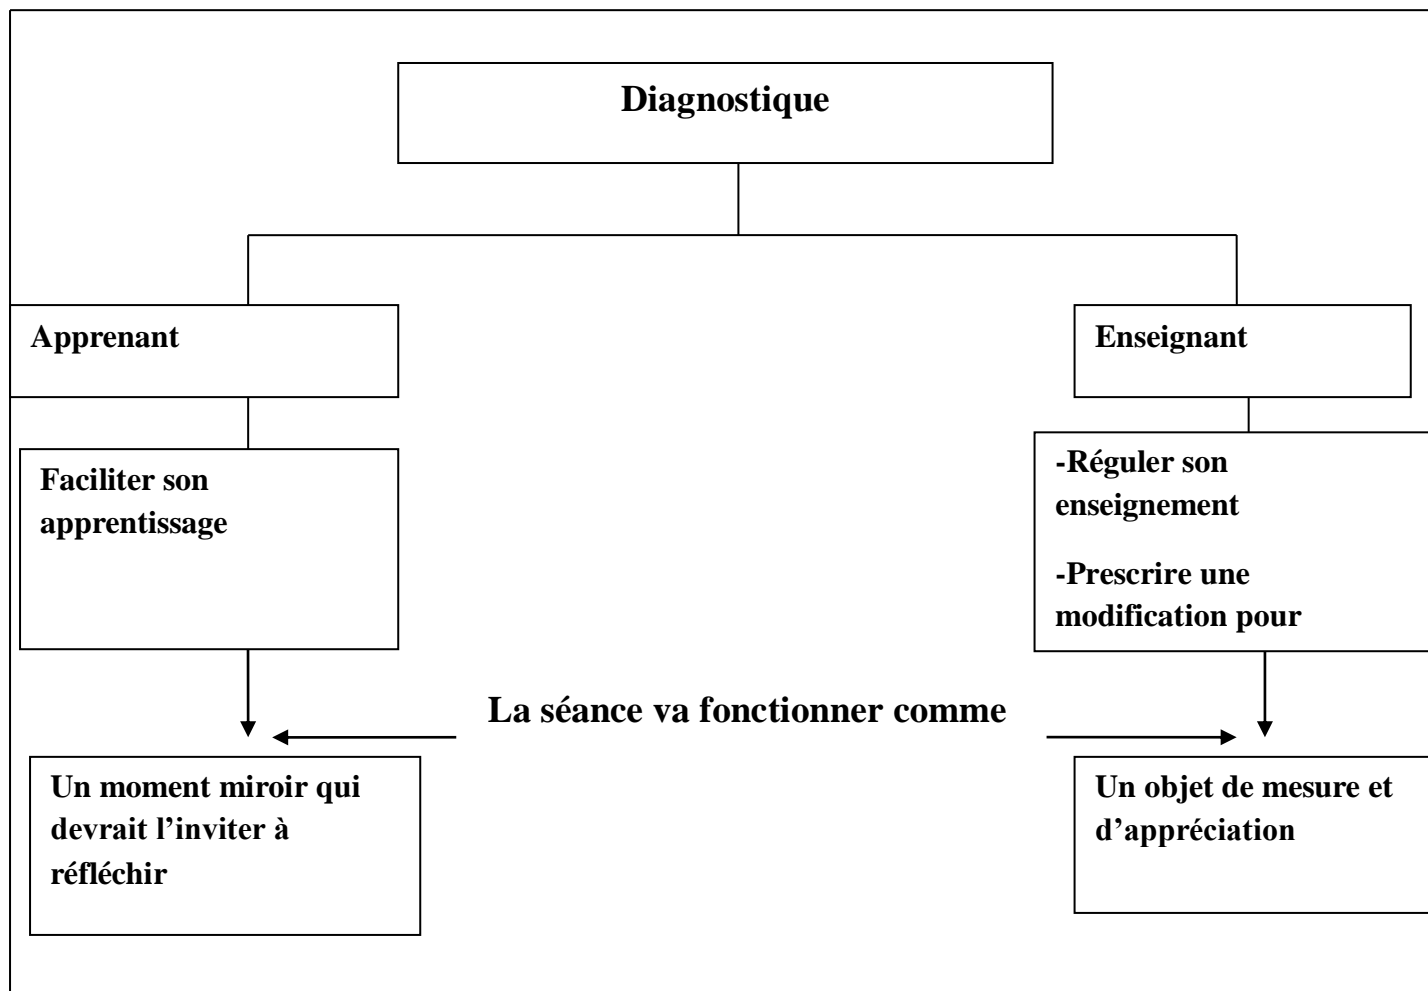 Diagnostique
Apprenant
Enseignant
Faciliter son
apprentissage
-Réguler son
enseignement
-Prescrire une
modification pour
La séance va fonctionner comme
Un moment miroir qui
devrait l’inviter à
réfléchir
Un objet de mesure et
d’appréciation